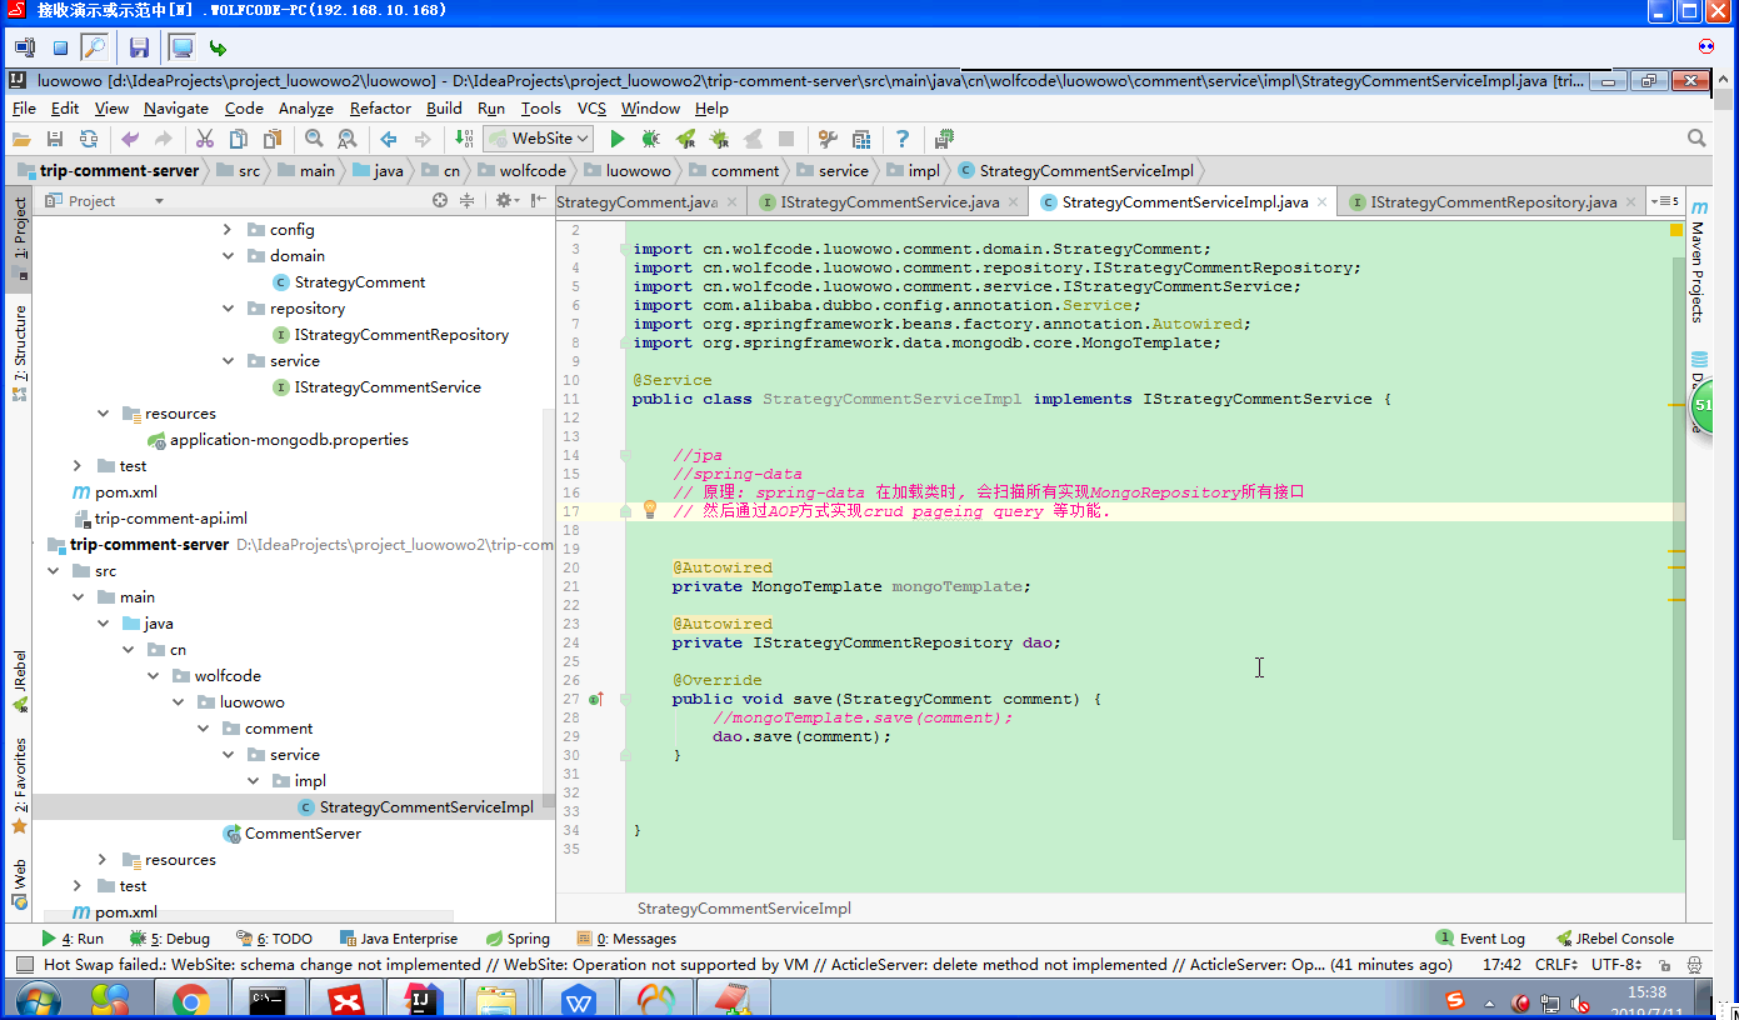 接收演示或示范中[N] .WOLFCODE-PC(192.168.10.168)
luowowo [d:\IdeaProjects\project_luowowo2\luowowo] - D:\IdeaProjects\project_luowowo2\trip-comment-server\src\main\java\cn\wolfcode\luowowo\comment\service\impl\StrategyCommentServiceImpl.java [tri...
File Edit View Navigate Code Analyze Refactor Build Run Tools VCS Window Help
WebSite
trip-comment-server src main java cn wolfcode luowowo comment service impl StrategyCommentServiceImpl
Project
StrategyComment.java IStrategyCommentService.java StrategyCommentServiceImpl.java IStrategyCommentRepository.java 5
1: Project
7: Structure
JRebel
2: Favorites
Web
config
domain
StrategyComment
repository
IStrategyCommentRepository
service
IStrategyCommentService
resources
application-mongodb.properties
test
pom.xml
trip-comment-api.iml
trip-comment-server D:\IdeaProjects\project_luowowo2\trip-com
src
main
java
cn
wolfcode
luowowo
comment
service
impl
StrategyCommentServiceImpl
CommentServer
resources
test
pom.xml
2
3 import cn.wolfcode.luowowo.comment.domain.StrategyComment;
4 import cn.wolfcode.luowowo.comment.repository.IStrategyCommentRepository;
5 import cn.wolfcode.luowowo.comment.service.IStrategyCommentService;
6 import com.alibaba.dubbo.config.annotation.Service;
7 import org.springframework.beans.factory.annotation.Autowired;
8 import org.springframework.data.mongodb.core.MongoTemplate;
9
10 @Service
11 public class StrategyCommentServiceImpl implements IStrategyCommentService {
12
13
14 //jpa
15 //spring-data
16 // 原理: spring-data 在加载类时, 会扫描所有实现MongoRepository所有接口
17 // 然后通过AOP方式实现crud pageing query 等功能.
18
19
20 @Autowired
21 private MongoTemplate mongoTemplate;
22
23 @Autowired
24 private IStrategyCommentRepository dao;
25
26 @Override
27 public void save(StrategyComment comment) {
28 //mongoTemplate.save(comment);
29 dao.save(comment);
30 }
31
32
33
34 }
35
StrategyCommentServiceImpl
Maven Projects
51
4: Run 5: Debug 6: TODO Java Enterprise Spring 0: Messages 1 Event Log JRebel Console
Hot Swap failed.: WebSite: schema change not implemented // WebSite: Operation not supported by VM // ActicleServer: delete method not implemented // ActicleServer: Op... (41 minutes ago) 17:42 CRLF UTF-8
15:38
2019/7/11